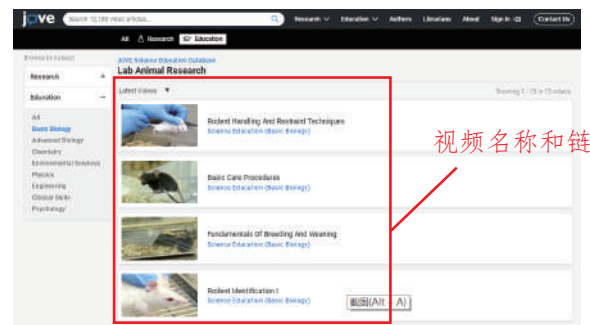 jove Search 12,189 video articles... Research Education Authors Librarians About Sign In Contact Us
All Research Education
Browse by Subject
Research +
Education −
All
Basic Biology
Advanced Biology
Chemistry
Environmental Sciences
Physics
Engineering
Clinical Skills
Psychology
JOVE Science Education Database
Lab Animal Research
Latest Videos ▼
Showing 1 - 15 in 15 videos
Rodent Handling And Restraint Techniques
Science Education (Basic Biology)
Basic Care Procedures
Science Education (Basic Biology)
Fundamentals Of Breeding And Weaning
Science Education (Basic Biology)
Rodent Identification I
Science Education (Basic Biology)
截图(Alt + A)
视频名称和链